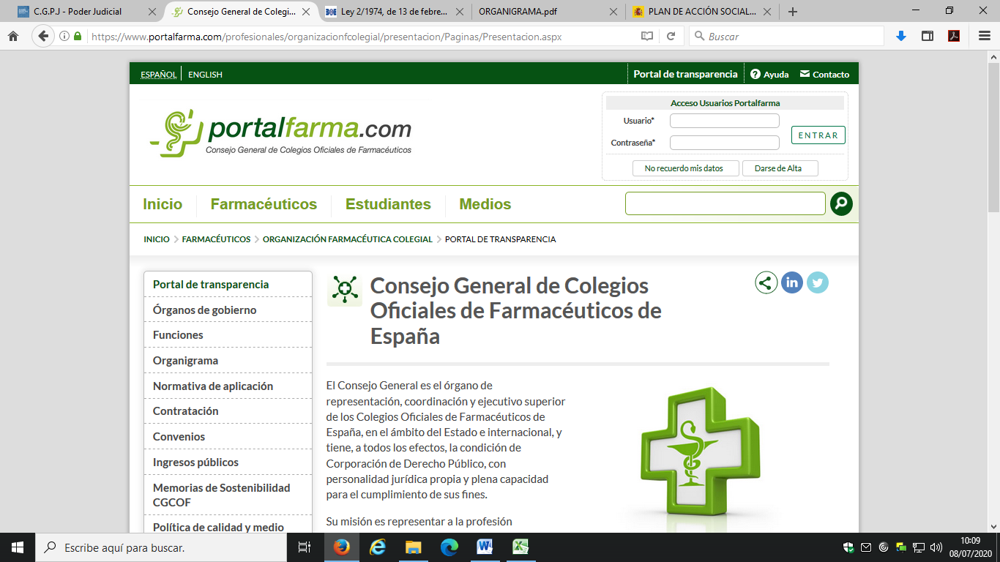 C.G.P.J - Poder Judicial
Consejo General de Colegi...
BOE Ley 2/1974, de 13 de febre...
ORGANIGRAMA.pdf
PLAN DE ACCIÓN SOCIAL...
https://www.portalfarma.com/profesionales/organizacionfcolegial/presentacion/Paginas/Presentacion.aspx
Buscar
ESPAÑOL ENGLISH
Portal de transparencia Ayuda Contacto
portalfarma.com
Consejo General de Colegios Oficiales de Farmacéuticos
Acceso Usuarios Portalfarma
Usuario*
Contraseña*
ENTRAR
No recuerdo mis datos Darse de Alta
Inicio Farmacéuticos Estudiantes Medios
INICIO > FARMACÉUTICOS > ORGANIZACIÓN FARMACÉUTICA COLEGIAL > PORTAL DE TRANSPARENCIA
Portal de transparencia
Órganos de gobierno
Funciones
Organigrama
Normativa de aplicación
Contratación
Convenios
Ingresos públicos
Memorias de Sostenibilidad
CGCOF
Política de calidad y medio
Consejo General de Colegios
Oficiales de Farmacéuticos de
España
in
El Consejo General es el órgano de
representación, coordinación y ejecutivo superior
de los Colegios Oficiales de Farmacéuticos de
España, en el ámbito del Estado e internacional, y
tiene, a todos los efectos, la condición de
Corporación de Derecho Público, con
personalidad jurídica propia y plena capacidad
para el cumplimiento de sus fines.
Su misión es representar a la profesión
Escribe aquí para buscar.
10:09
08/07/2020